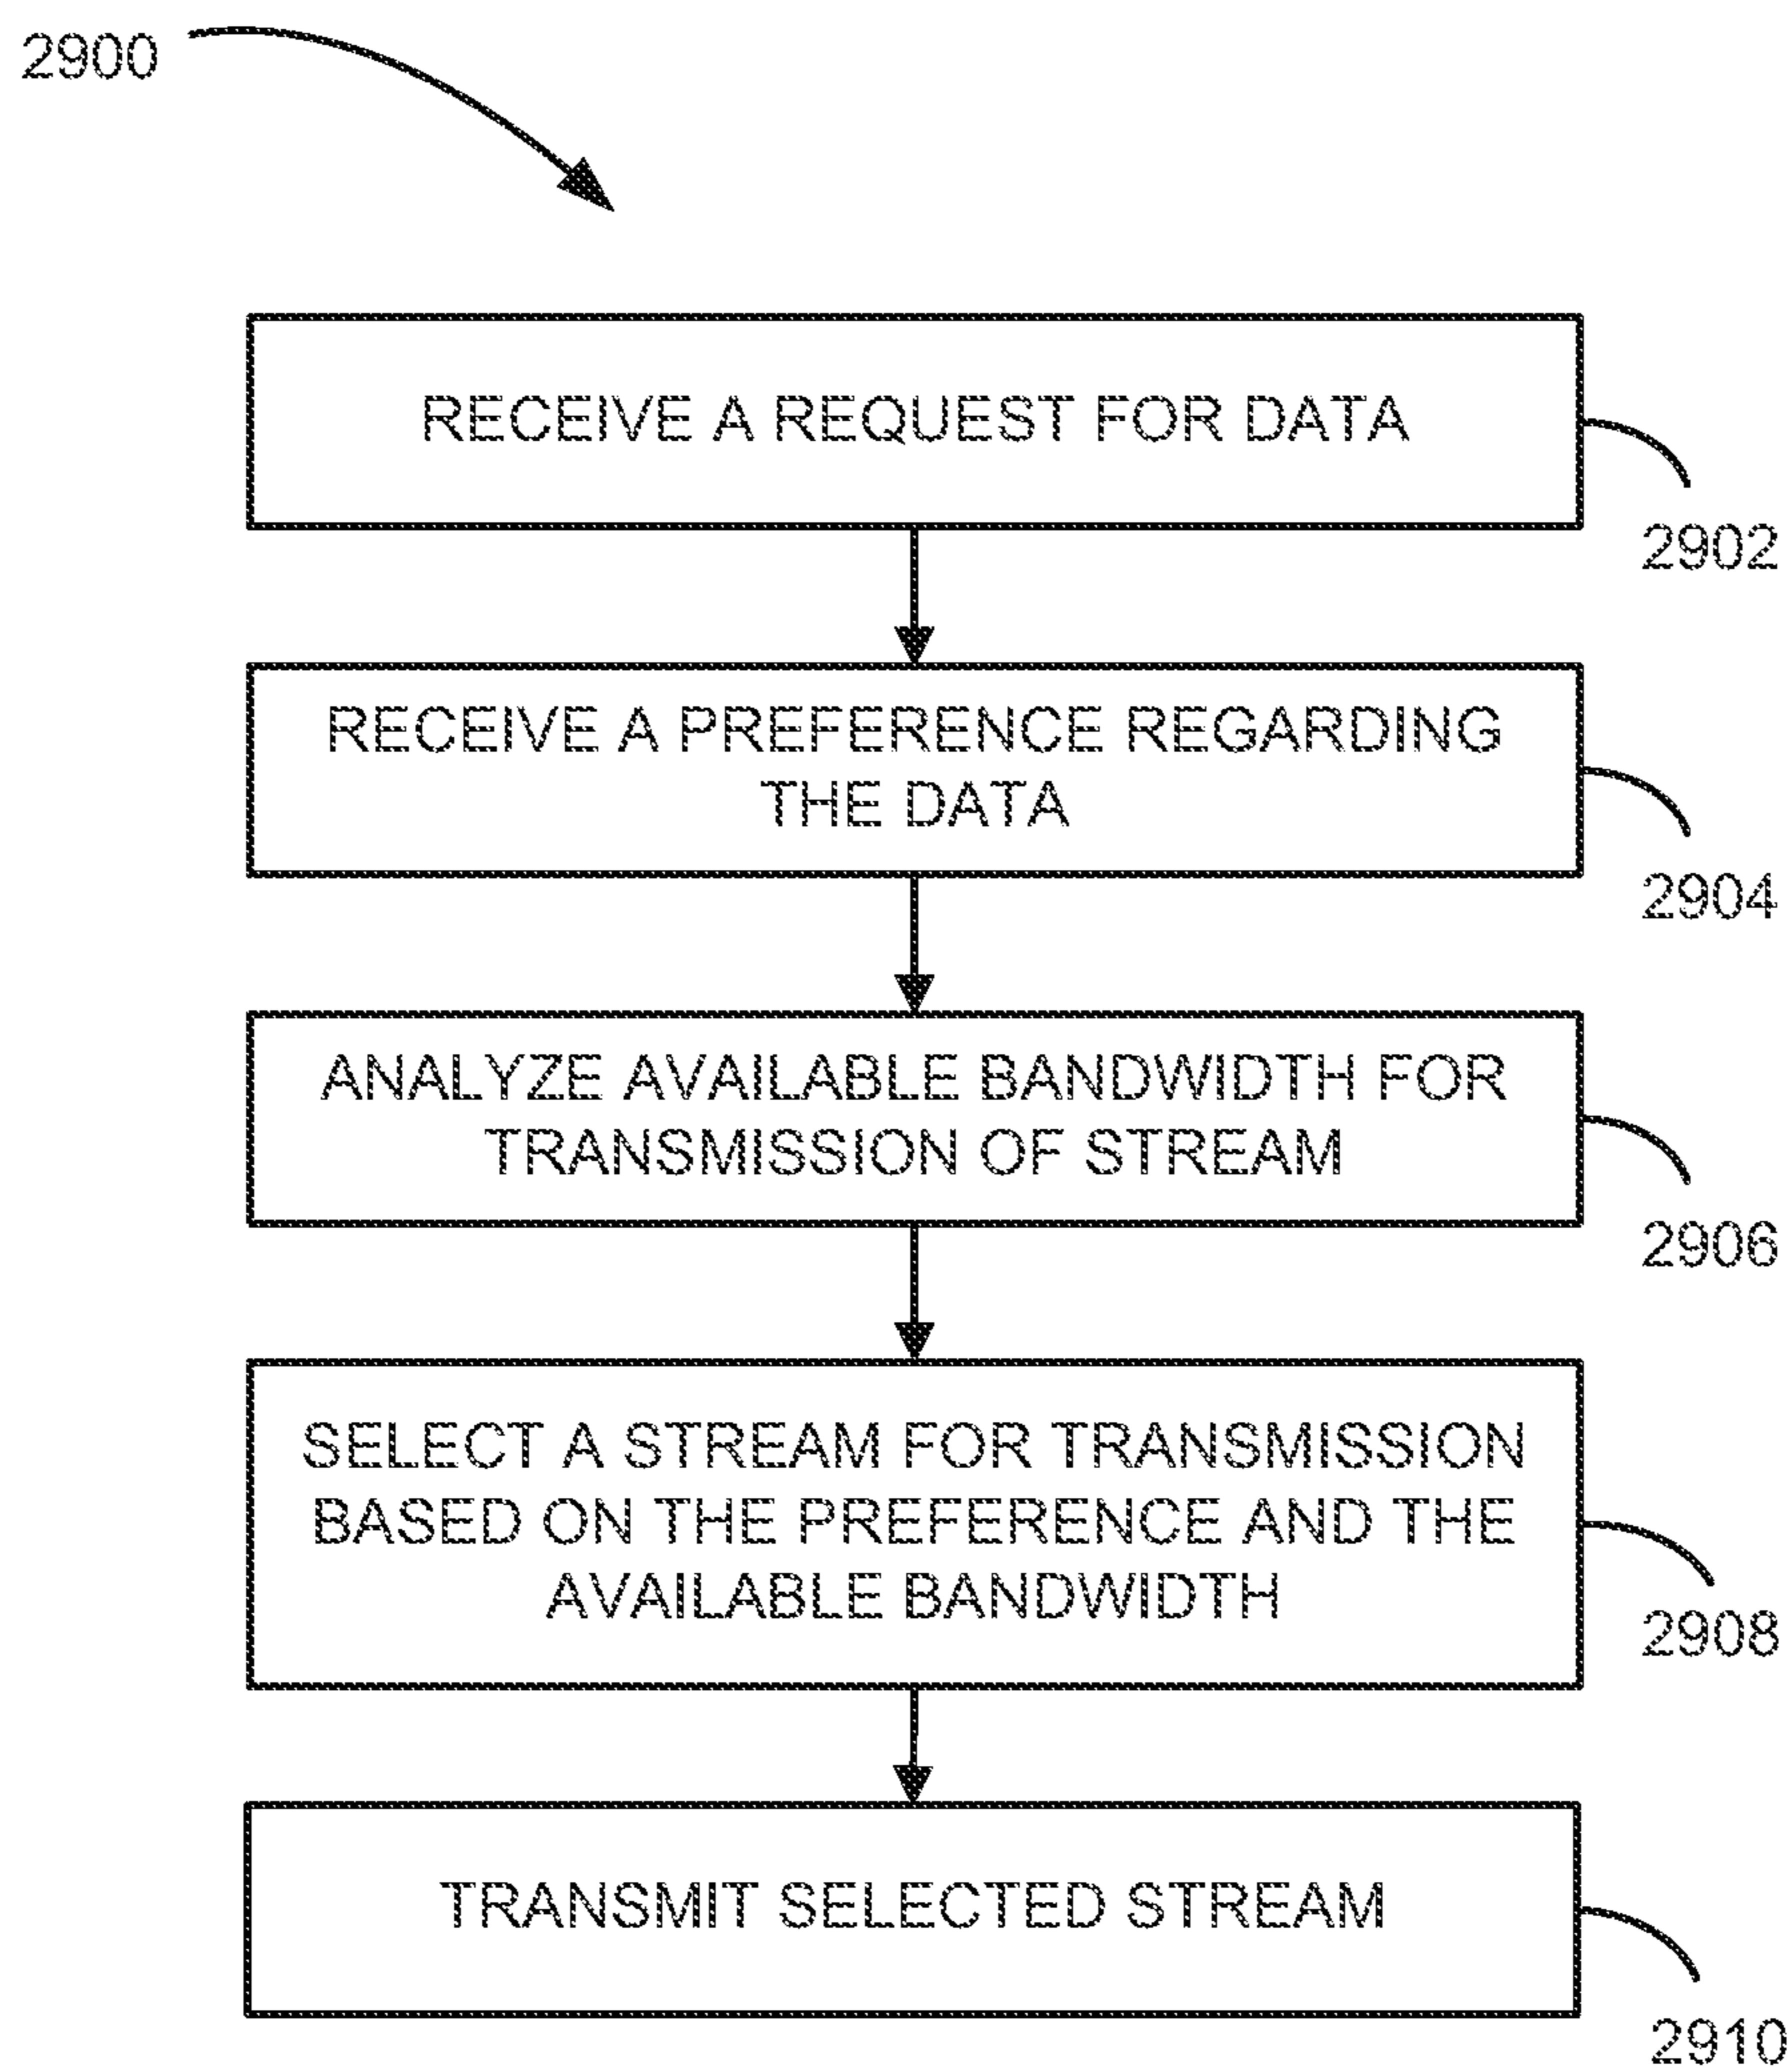 2900
RECEIVE A REQUEST FOR DATA
2902
RECEIVE A PREFERENCE REGARDING
THE DATA
2904
ANALYZE AVAILABLE BANDWIDTH FOR
TRANSMISSION OF STREAM
2906
SELECT A STREAM FOR TRANSMISSION
BASED ON THE PREFERENCE AND THE
AVAILABLE BANDWIDTH
2908
TRANSMIT SELECTED STREAM
2910